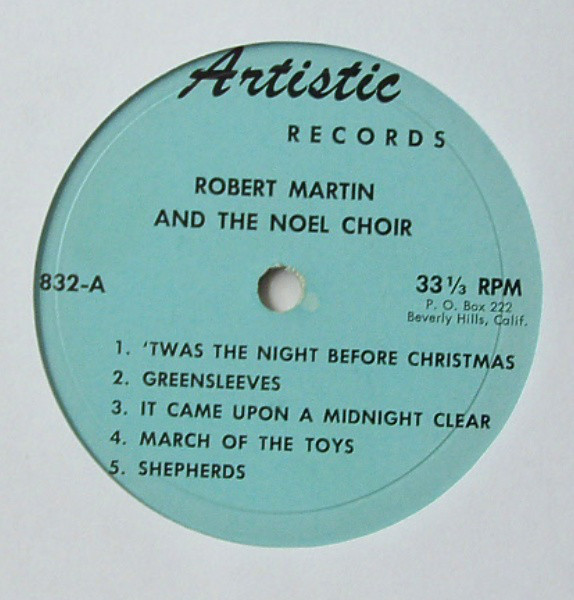 Artistic
RECORDS
ROBERT MARTIN
AND THE NOEL CHOIR
832-A
33 1/3 RPM
P. O. Box 222
Beverly Hills, Calif.
1. ‘TWAS THE NIGHT BEFORE CHRISTMAS
2. GREENSLEEVES
3. IT CAME UPON A MIDNIGHT CLEAR
4. MARCH OF THE TOYS
5. SHEPHERDS